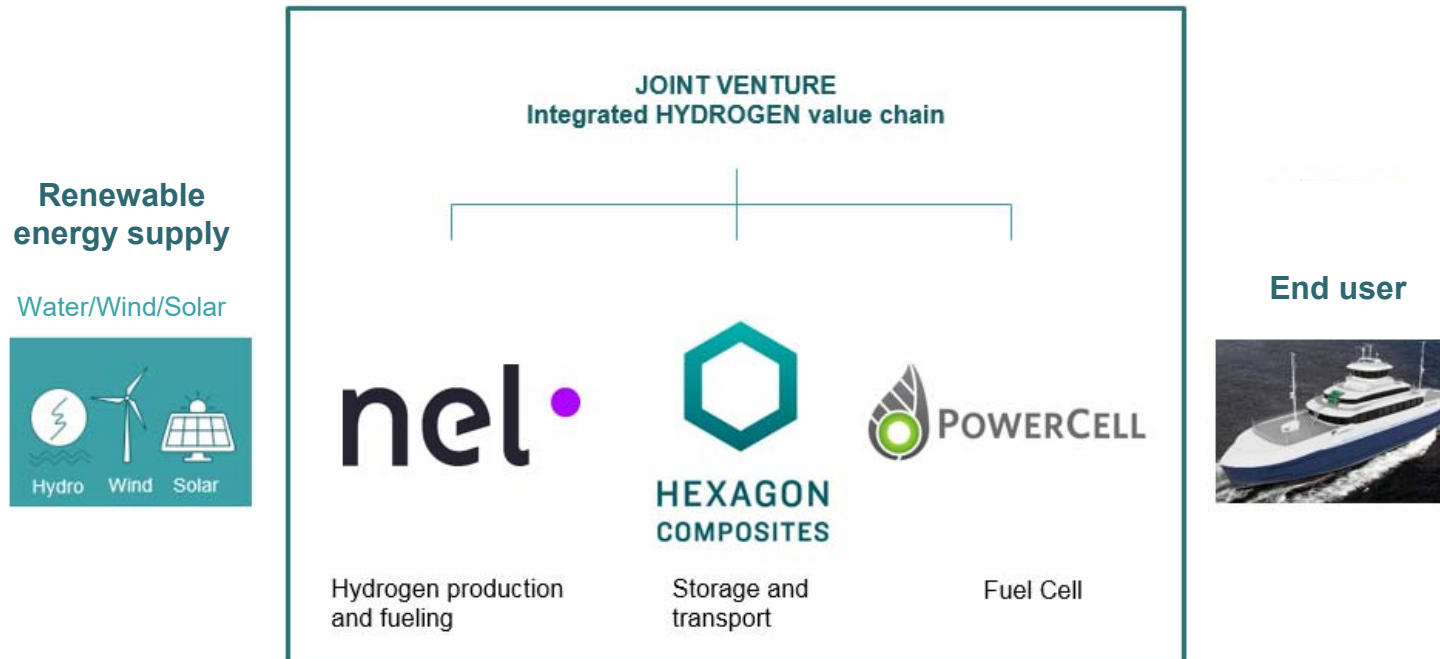 JOINT VENTURE
Integrated HYDROGEN value chain
Renewable
energy supply
Water/Wind/Solar
Hydro Wind Solar
nel
HEXAGON
COMPOSITES
POWERCELL
Hydrogen production
and fueling
Storage and
transport
Fuel Cell
End user